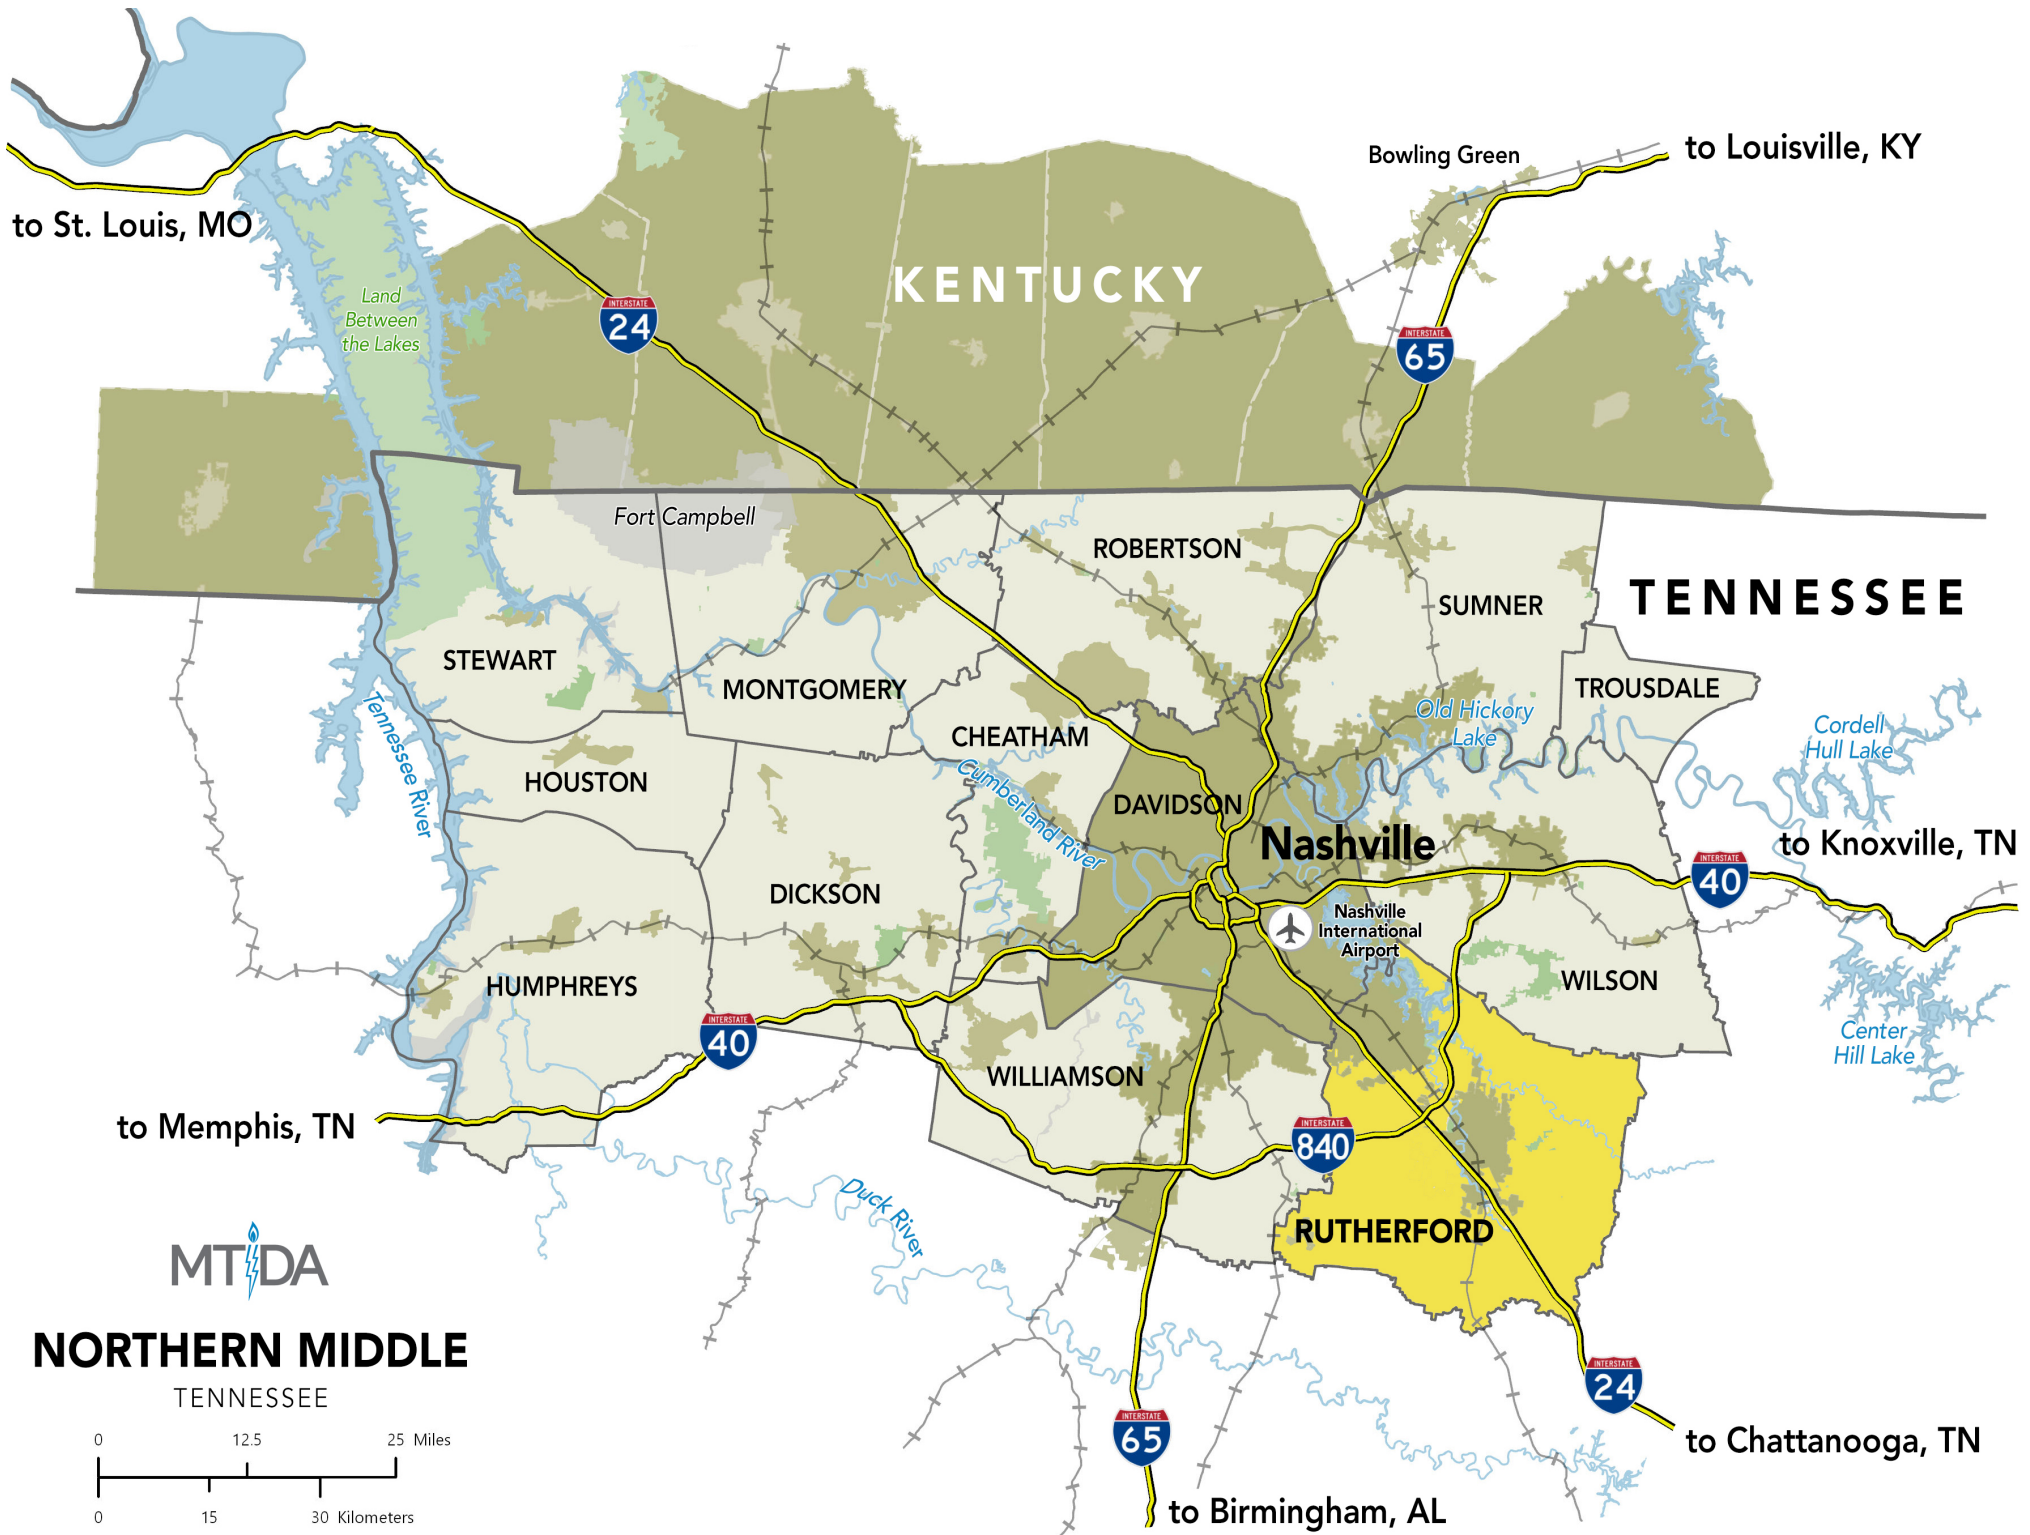 Bowling Green
to Louisville, KY
to St. Louis, MO
KENTUCKY
Land
Between
the Lakes
INTERSTATE
24
INTERSTATE
65
Fort Campbell
ROBERTSON
TENNESSEE
SUMNER
STEWART
MONTGOMERY
TROUSDALE
Old Hickory
Lake
Cordell
Hull Lake
Tennessee River
CHEATHAM
HOUSTON
Cumberland River
DAVIDSON
Nashville
to Knoxville, TN
INTERSTATE
40
DICKSON
Nashville
International
Airport
HUMPHREYS
WILSON
INTERSTATE
40
Center
Hill Lake
WILLIAMSON
to Memphis, TN
INTERSTATE
840
Duck River
RUTHERFORD
MTIDA
NORTHERN MIDDLE
TENNESSEE
INTERSTATE
24
INTERSTATE
65
to Chattanooga, TN
to Birmingham, AL
0 12.5 25 Miles
0 15 30 Kilometers